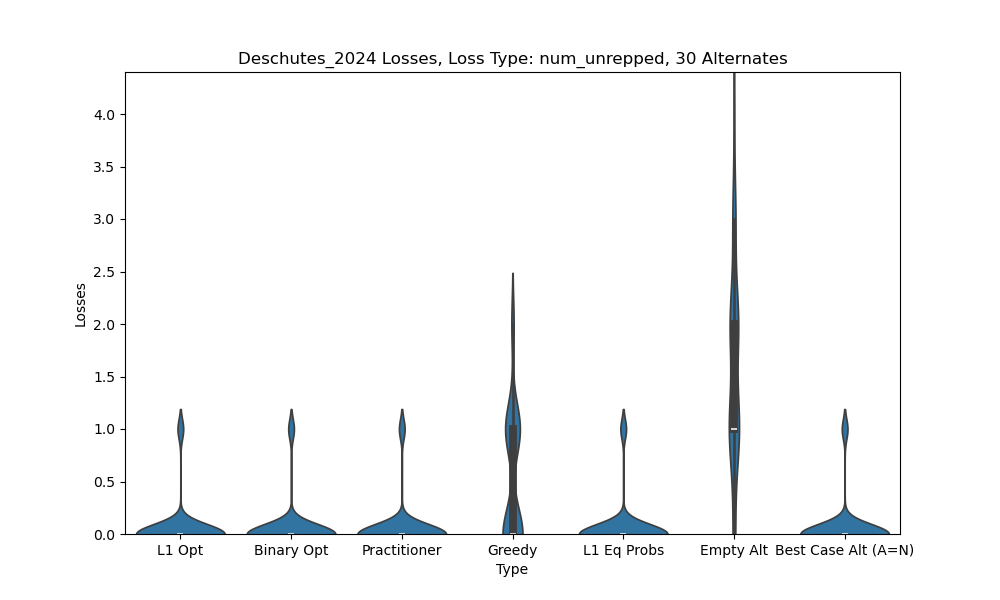 Deschutes_2024 Losses, Loss Type: num_unrepped, 30 Alternates
4.0
3.5
3.0
2.5
2.0
1.5
1.0
0.5
0.0
Losses
L1 Opt
Binary Opt
Practitioner
Greedy
L1 Eq Probs
Empty Alt
Best Case Alt (A=N)
Type